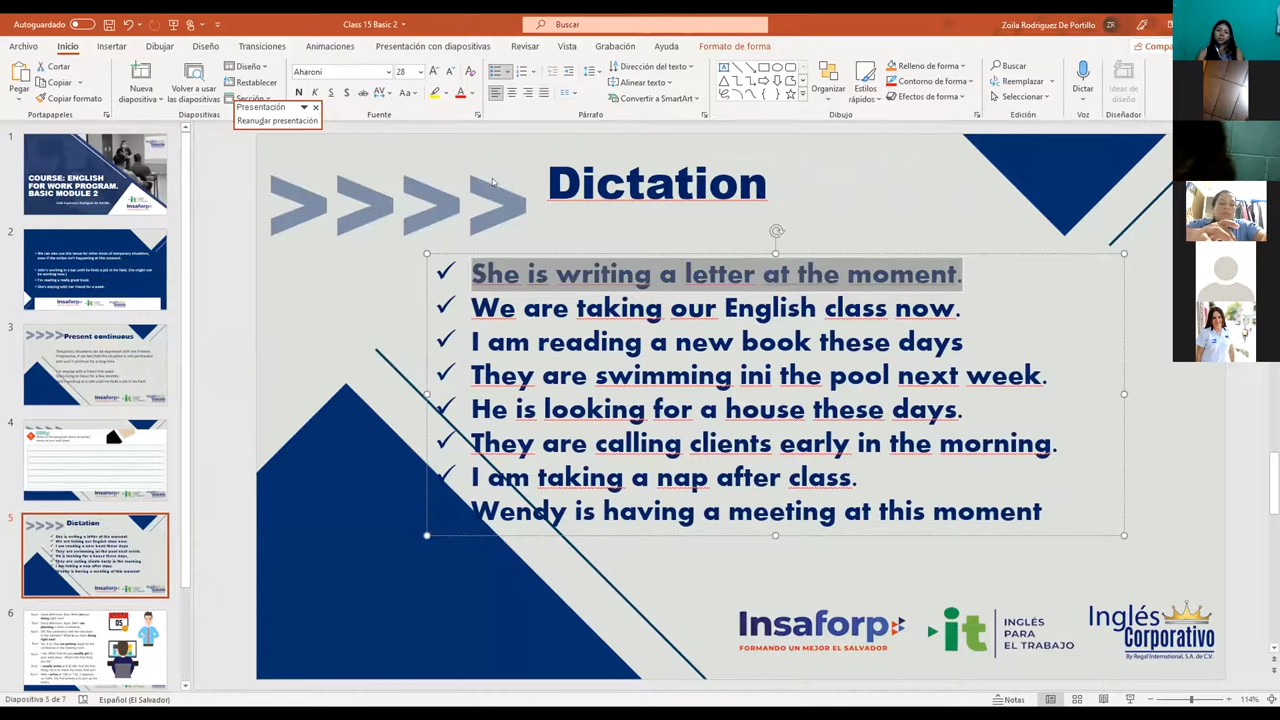 Autoguardado
Class 15 Basic 2
Buscar
Zoila Rodriguez De Portillo
ZR
Archivo
Inicio
Insertar
Dibujar
Diseño
Transiciones
Animaciones
Presentación con diapositivas
Revisar
Vista
Grabación
Ayuda
Formato de forma
Compa
Pegar
Cortar
Copiar
Copiar formato
Portapapeles
Nueva diapositiva
Volver a usar las diapositivas
Diseño
Restablecer
Sección
Diapositivas
Presentación
Reanudar presentación
Aharoni
28
N K S S AV Aa
Fuente
Párrafo
Dirección del texto
Alinear texto
Convertir a SmartArt
Organizar
Estilos rápidos
Relleno de forma
Contorno de forma
Efectos de forma
Dibujo
Buscar
Reemplazar
Seleccionar
Edición
Dictar
Voz
Ideas de diseño
Diseñador
1
COURSE: ENGLISH
FOR WORK PROGRAM.
BASIC MODULE 2
2
3
Present continuous
4
5
Dictation
6
Dictation
She is writing a letter at the moment.
We are taking our English class now.
I am reading a new book these days
They are swimming ini the pool next week.
He is looking for a house these days.
They are calling clients early in the morning.
I am taking a nap after class.
Wendy is having a meeting at this moment
insaforp
FORMANDO UN MEJOR EL SALVADOR
it
INGLÉS
PARA
EL TRABAJO
Inglés
Corporativo
By Regal International, S.A. de C.V.
Diapositiva 5 de 7
Español (El Salvador)
Notas
114%